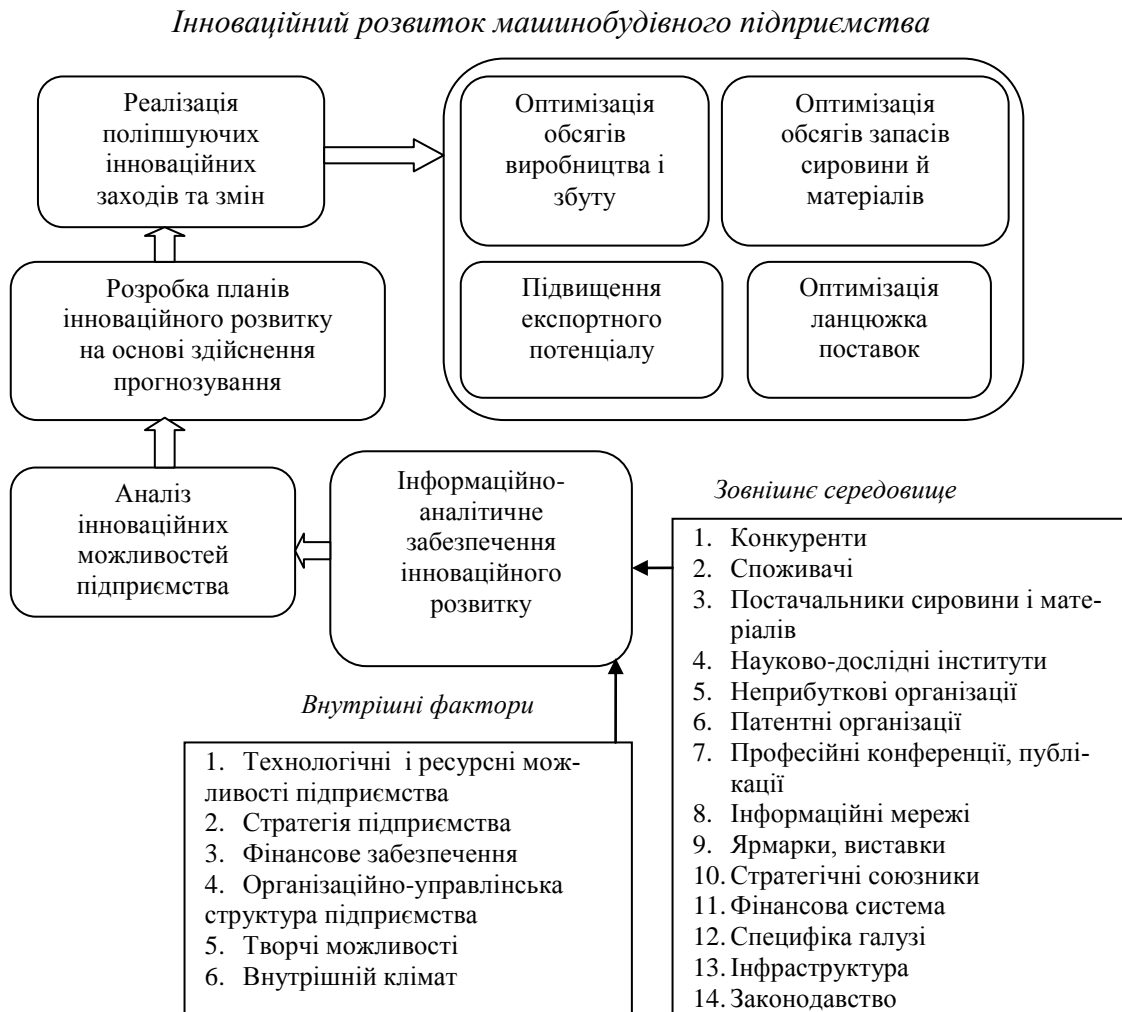 Інноваційний розвиток машинобудівного підприємства
Реалізація
поліпшуючих
інноваційних
заходів та змін
Оптимізація
обсягів
виробництва і
збуту
Оптимізація
обсягів запасів
сировини й
матеріалів
Розробка планів
інноваційного розвитку
на основі здійснення
прогнозування
Підвищення
експортного
потенціалу
Оптимізація
ланцюжка
поставок
Аналіз
інноваційних
можливостей
підприємства
Інформаційно-
аналітичне
забезпечення
інноваційного
розвитку
Зовнішнє середовище
1. Конкуренти
2. Споживачі
3. Постачальники сировини і мате-
ріалів
4. Науково-дослідні інститути
5. Неприбуткові організації
6. Патентні організації
7. Професійні конференції, публі-
кації
8. Інформаційні мережі
9. Ярмарки, виставки
10. Стратегічні союзники
11. Фінансова система
12. Специфіка галузі
13. Інфраструктура
14. Законодавство
Внутрішні фактори
1. Технологічні і ресурсні мож-
ливості підприємства
2. Стратегія підприємства
3. Фінансове забезпечення
4. Організаційно-управлінська
структура підприємства
5. Творчі можливості
6. Внутрішній клімат